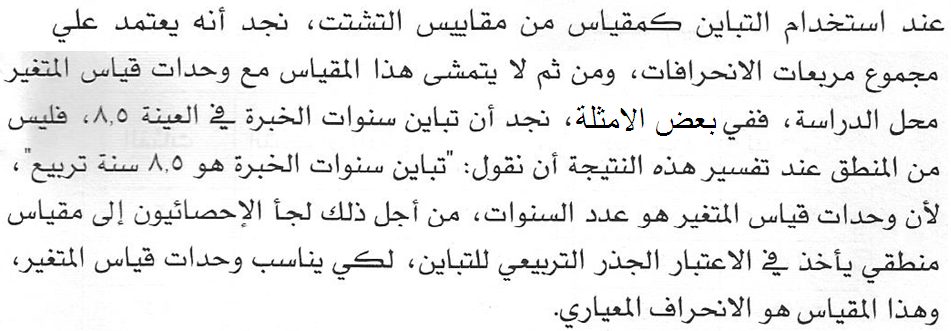 عند استخدام التباين كمقياس من مقاييس التشتت، نجد أنه يعتمد علي
مجموع مربعات الانحرافات، ومن ثم لا يتمشى هذا المقياس مع وحدات قياس المتغير
محل الدراسة، ففي بعض الامثلة، نجد أن تباين سنوات الخبرة في العينة ٨,٥، فليس
من المنطق عند تفسير هذه النتيجة أن نقول: "تباين سنوات الخبرة هو ٨,٥ سنة تربيع"،
لأن وحدات قياس المتغير هو عدد السنوات، من أجل ذلك لجأ الإحصائيون إلى مقياس
منطقي يأخذ في الاعتبار الجذر التربيعي للتباين، لكي يناسب وحدات قياس المتغير،
وهذا المقياس هو الانحراف المعياري.